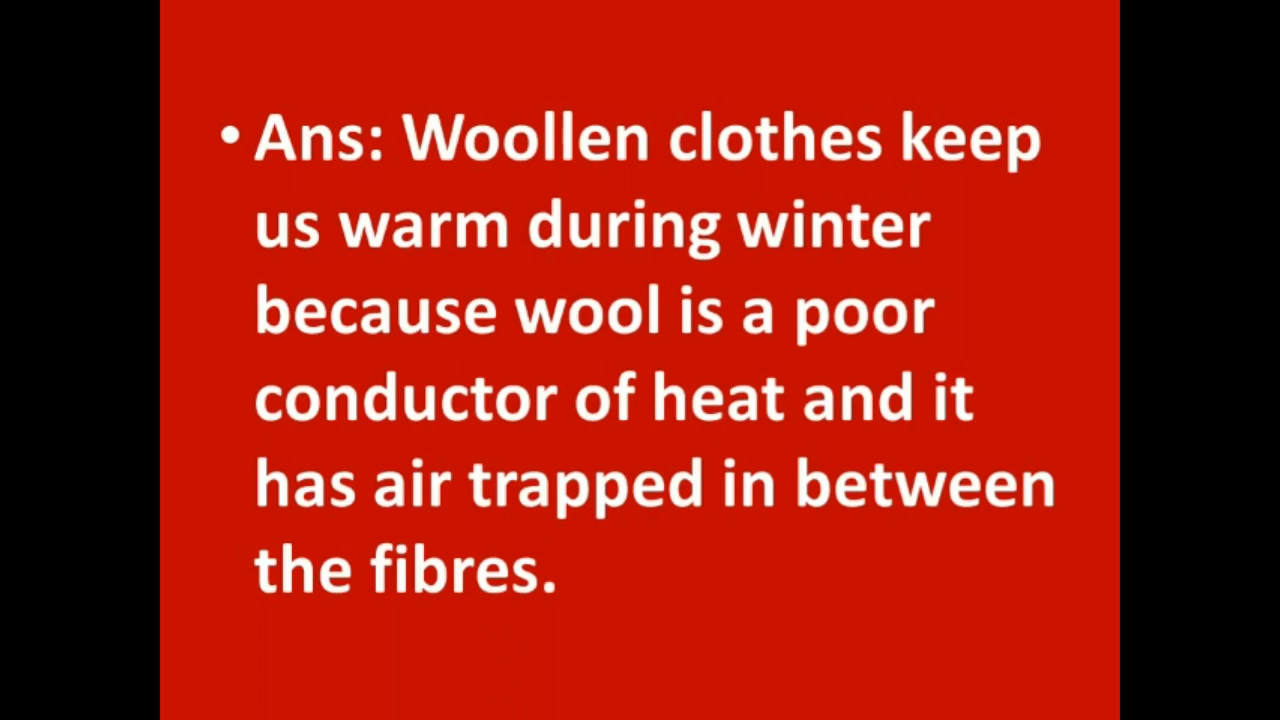 • Ans: Woollen clothes keep
us warm during winter
because wool is a poor
conductor of heat and it
has air trapped in between
the fibres.